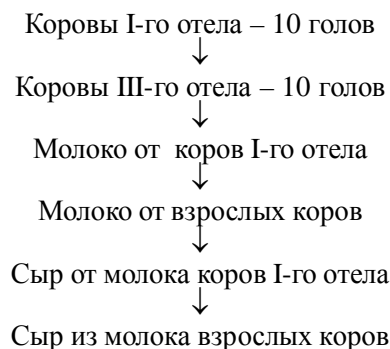 Коровы I-го отела – 10 голов
↓
Коровы III-го отела – 10 голов
↓
Молоко от коров I-го отела
↓
Молоко от взрослых коров
↓
Сыр от молока коров I-го отела
↓
Сыр из молока взрослых коров